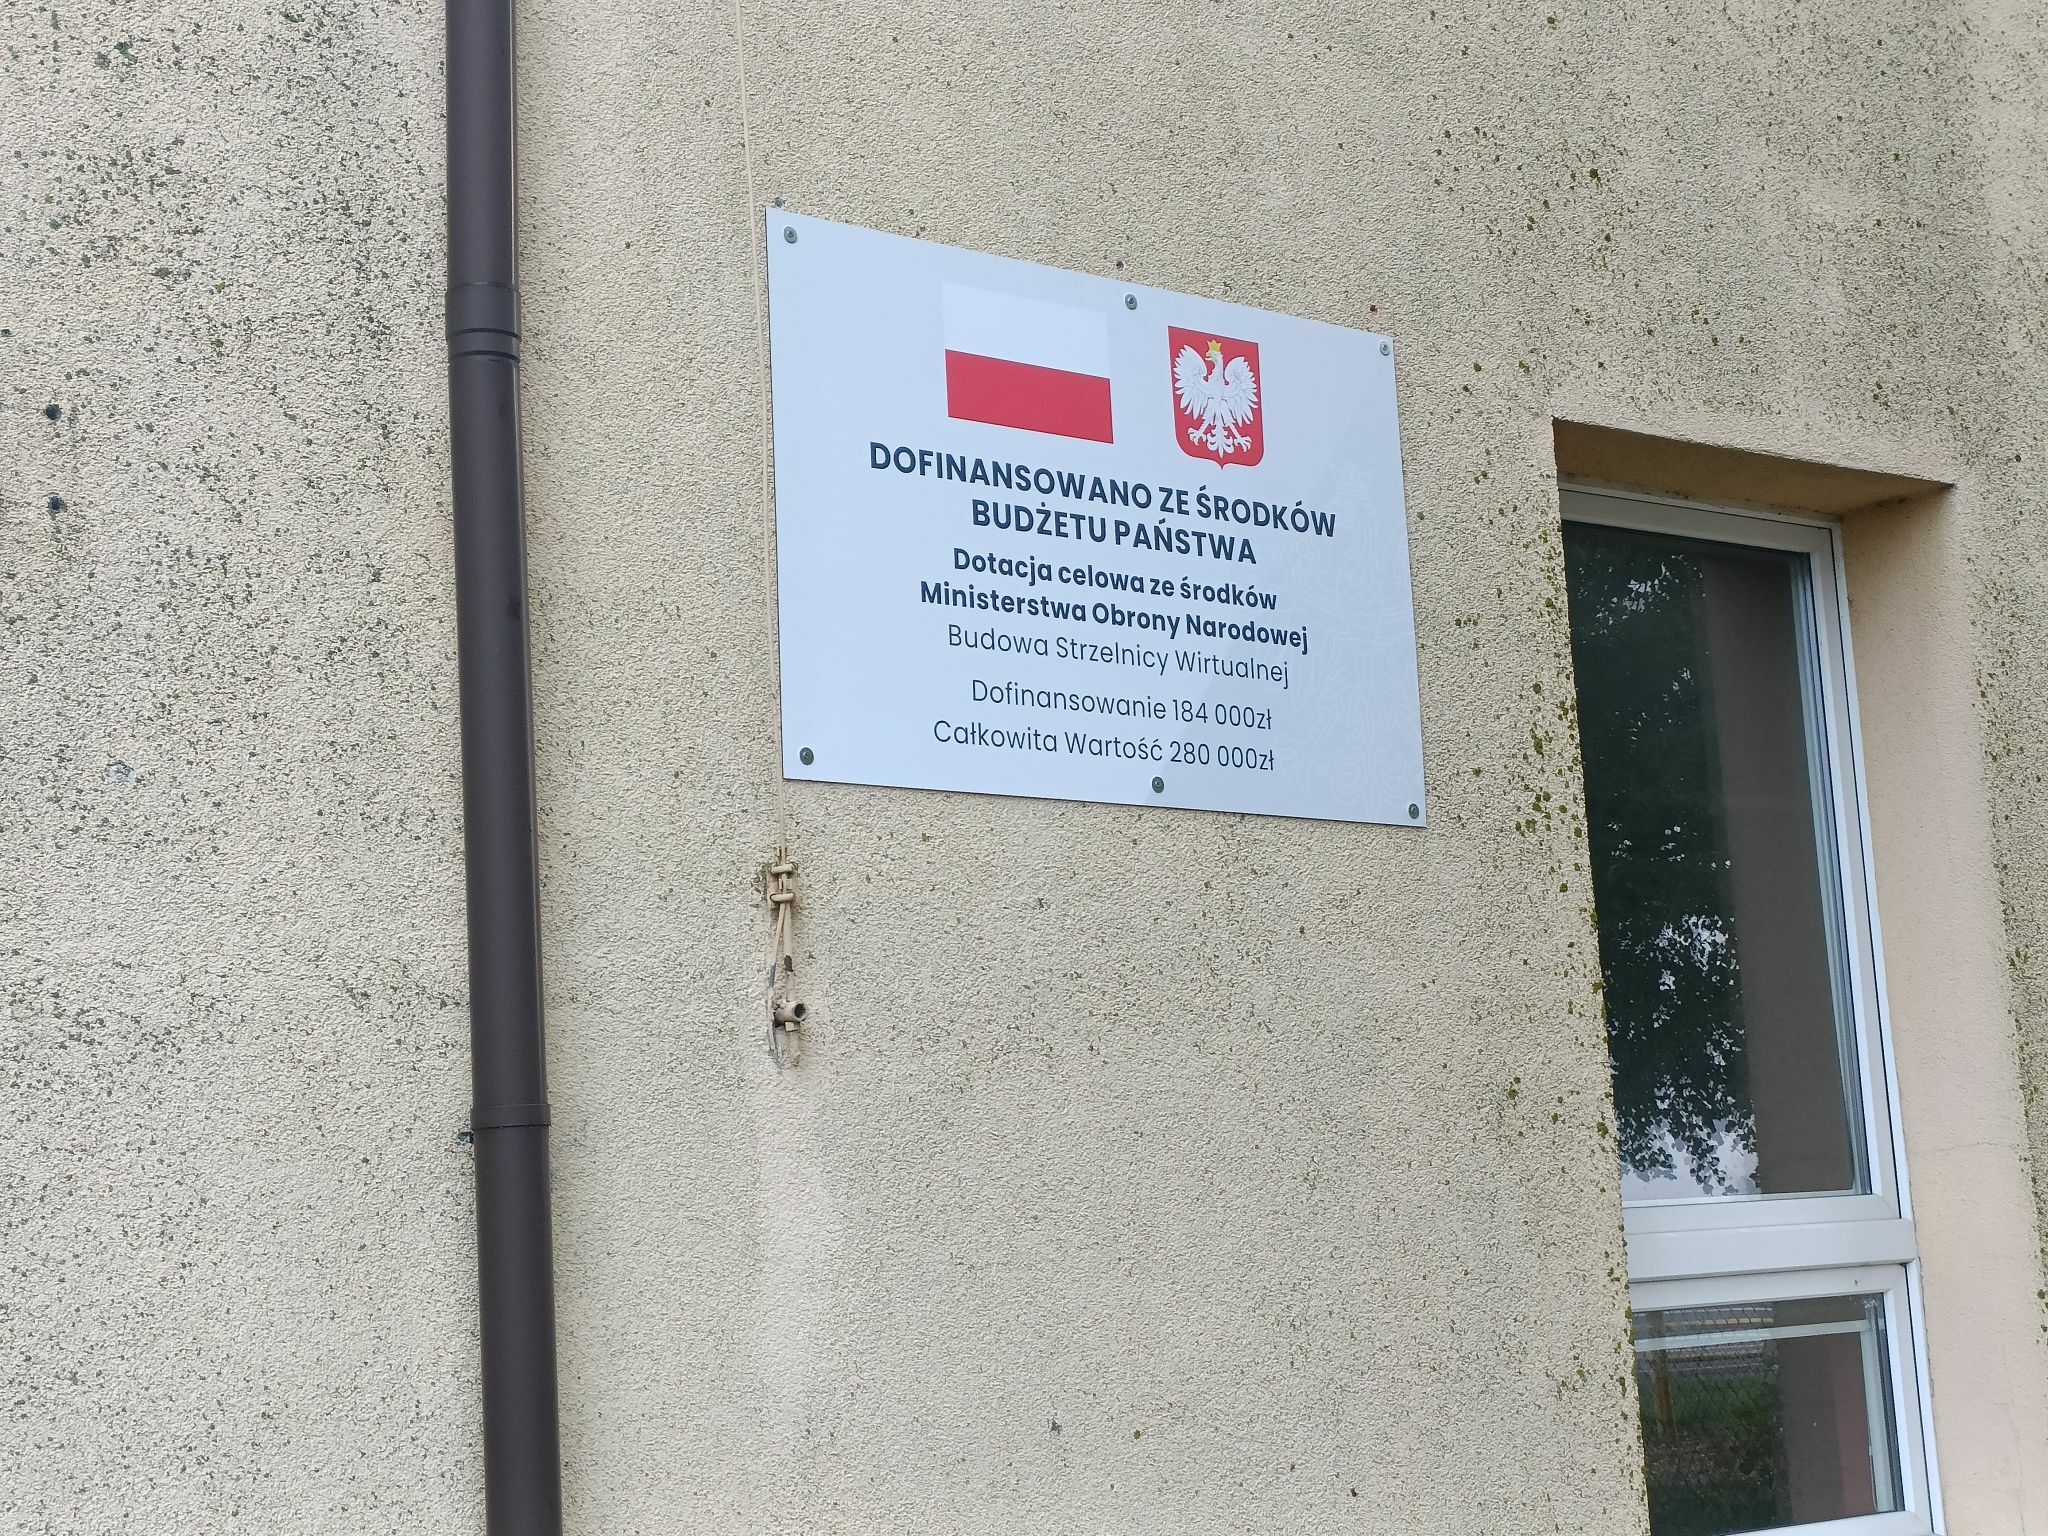 DOFINANSOWANO ZE ŚRODKÓW
BUDŻETU PAŃSTWA
Dotacja celowa ze środków
Ministerstwa Obrony Narodowej
Budowa Strzelnicy Wirtualnej
Dofinansowanie 184 000zł
Całkowita Wartość 280 000zł